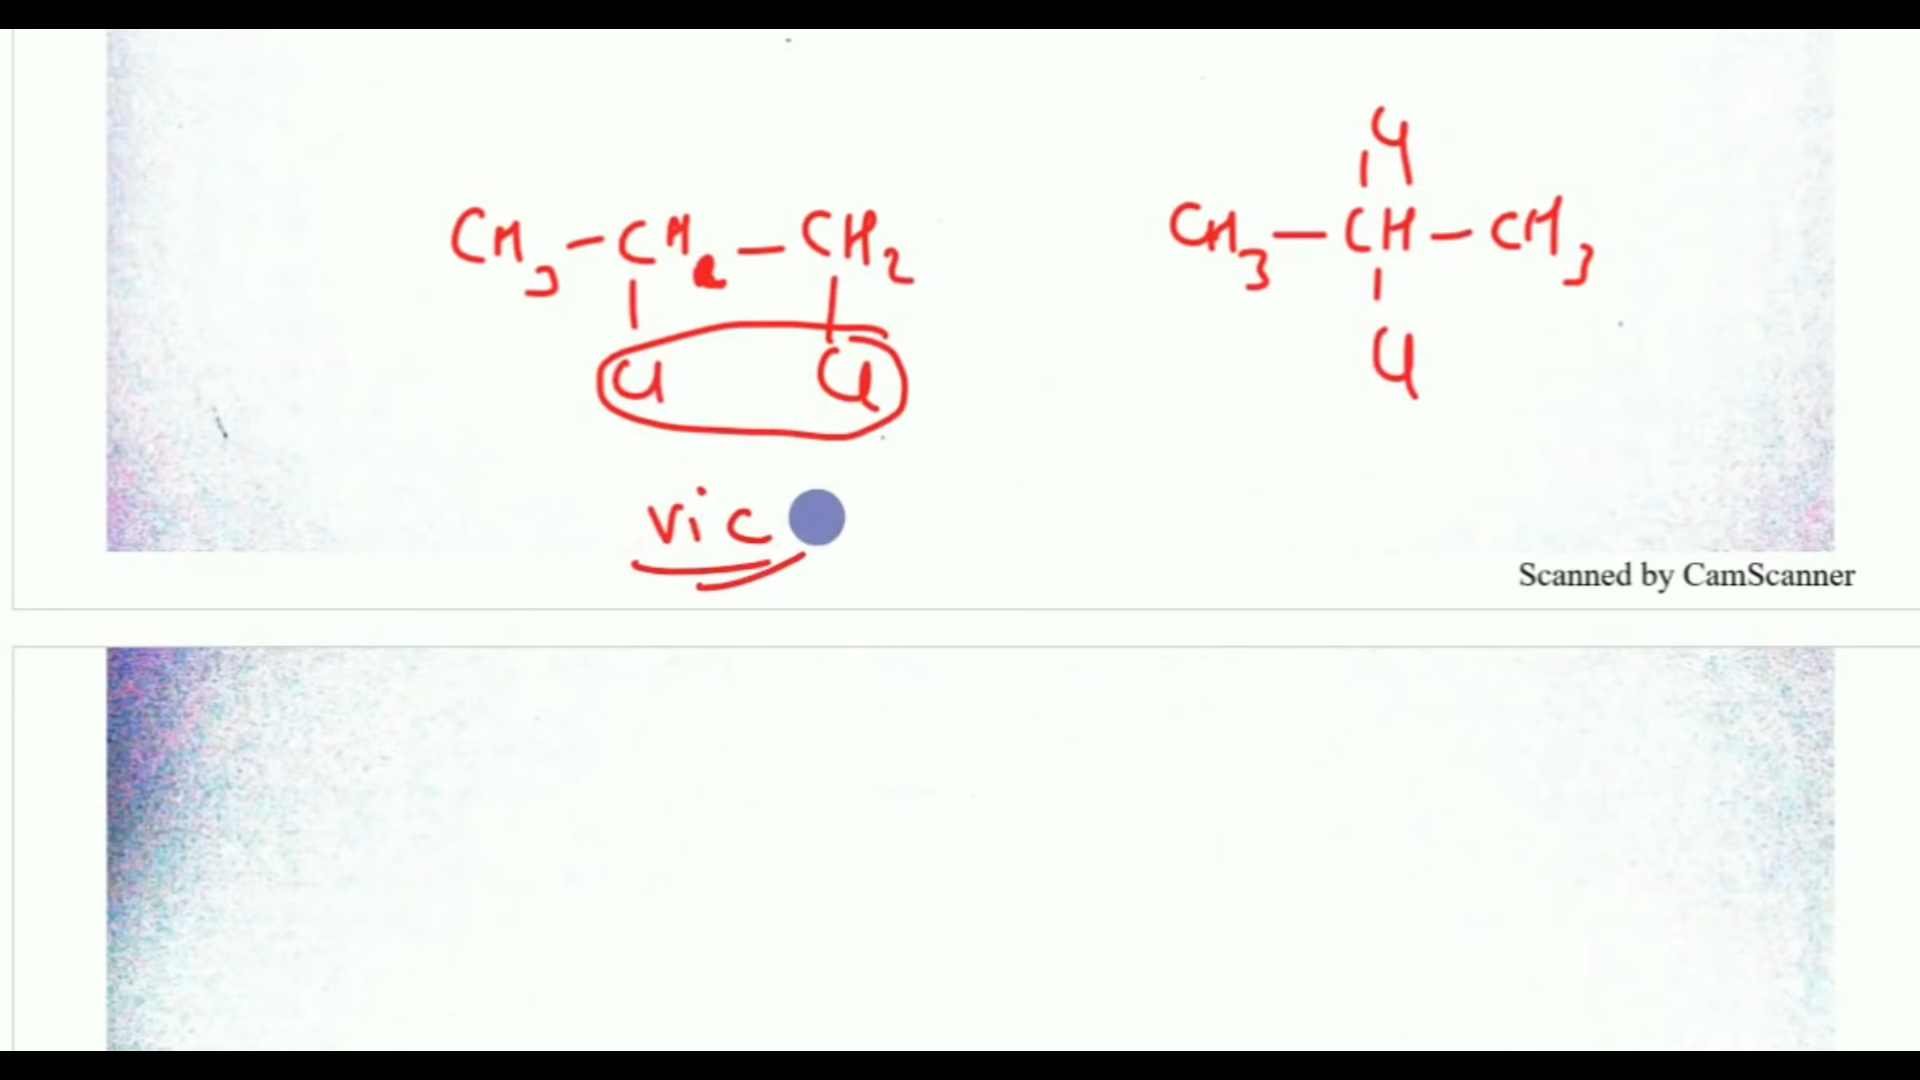 Cl
CH3 – CH – CH2
CH3 – CH – CH3
Cl Cl
Cl
vic
Scanned by CamScanner